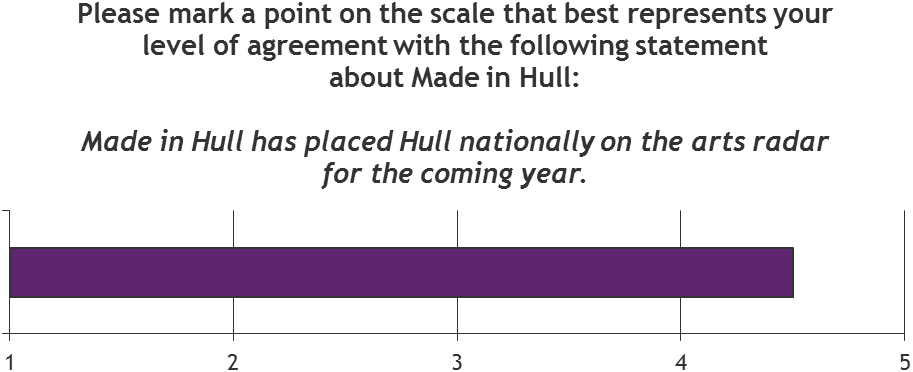 Please mark a point on the scale that best represents your
level of agreement with the following statement
about Made in Hull:
Made in Hull has placed Hull nationally on the arts radar
for the coming year.
1 2 3 4 5